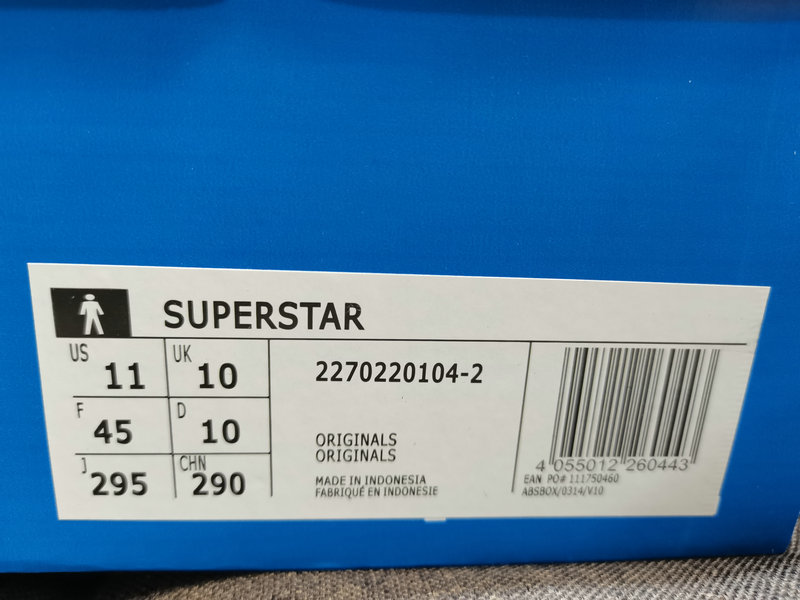 SUPERSTAR
US 11 UK 10
F 45 D 10
J 295 CHN 290
2270220104-2
ORIGINALS
ORIGINALS
MADE IN INDONESIA
FABRIQUÉ EN INDONESIE
4 055012 260443
EAN PO# 111750460
ABSBOX/0314/V10